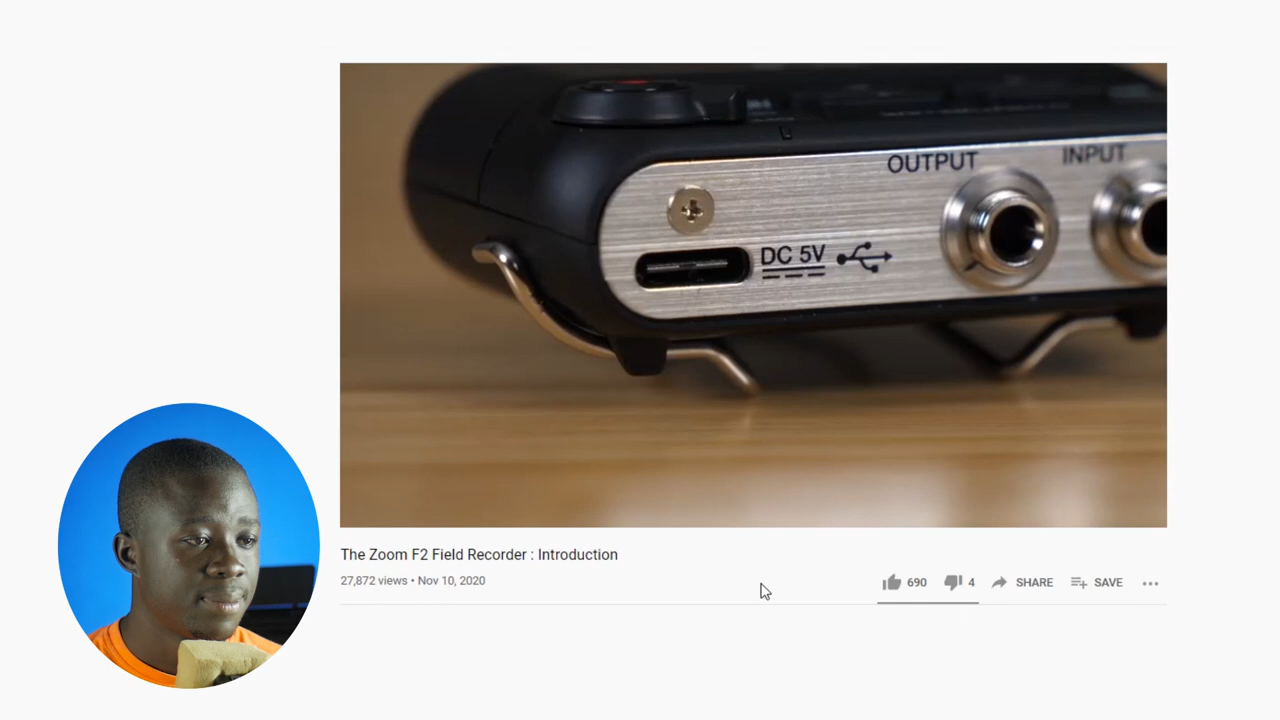 OUTPUT
INPUT
DC 5V
The Zoom F2 Field Recorder : Introduction
27,872 views • Nov 10, 2020
690
4
SHARE
SAVE